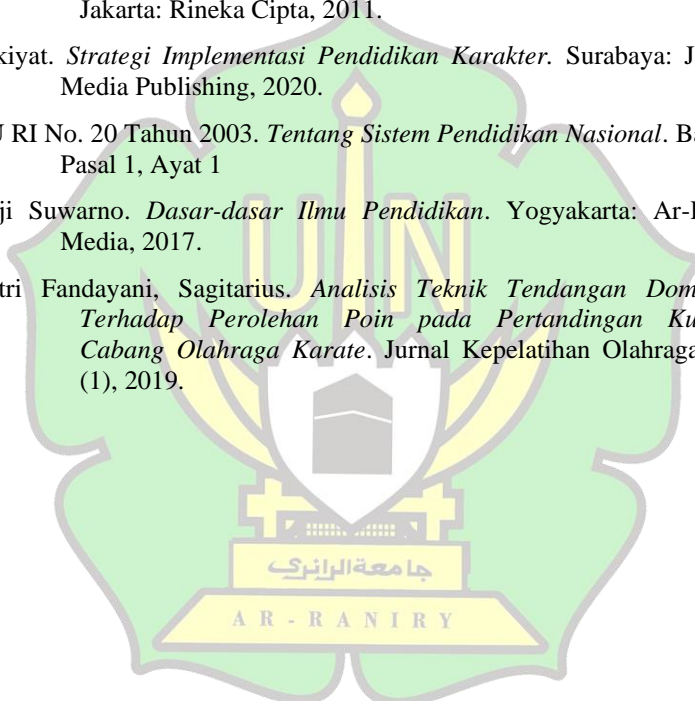 Jakarta: Rineka Cipta, 2011.
kiyat. Strategi Implementasi Pendidikan Karakter. Surabaya: J
Media Publishing, 2020.
U RI No. 20 Tahun 2003. Tentang Sistem Pendidikan Nasional. Ba
Pasal 1, Ayat 1
ji Suwarno. Dasar-dasar Ilmu Pendidikan. Yogyakarta: Ar-R
Media, 2017.
tri Fandayani, Sagitarius. Analisis Teknik Tendangan Dom
Terhadap Perolehan Poin pada Pertandingan Ku
Cabang Olahraga Karate. Jurnal Kepelatihan Olahraga
(1), 2019.
UIN
جامعة الرانري
AR-RANIRY